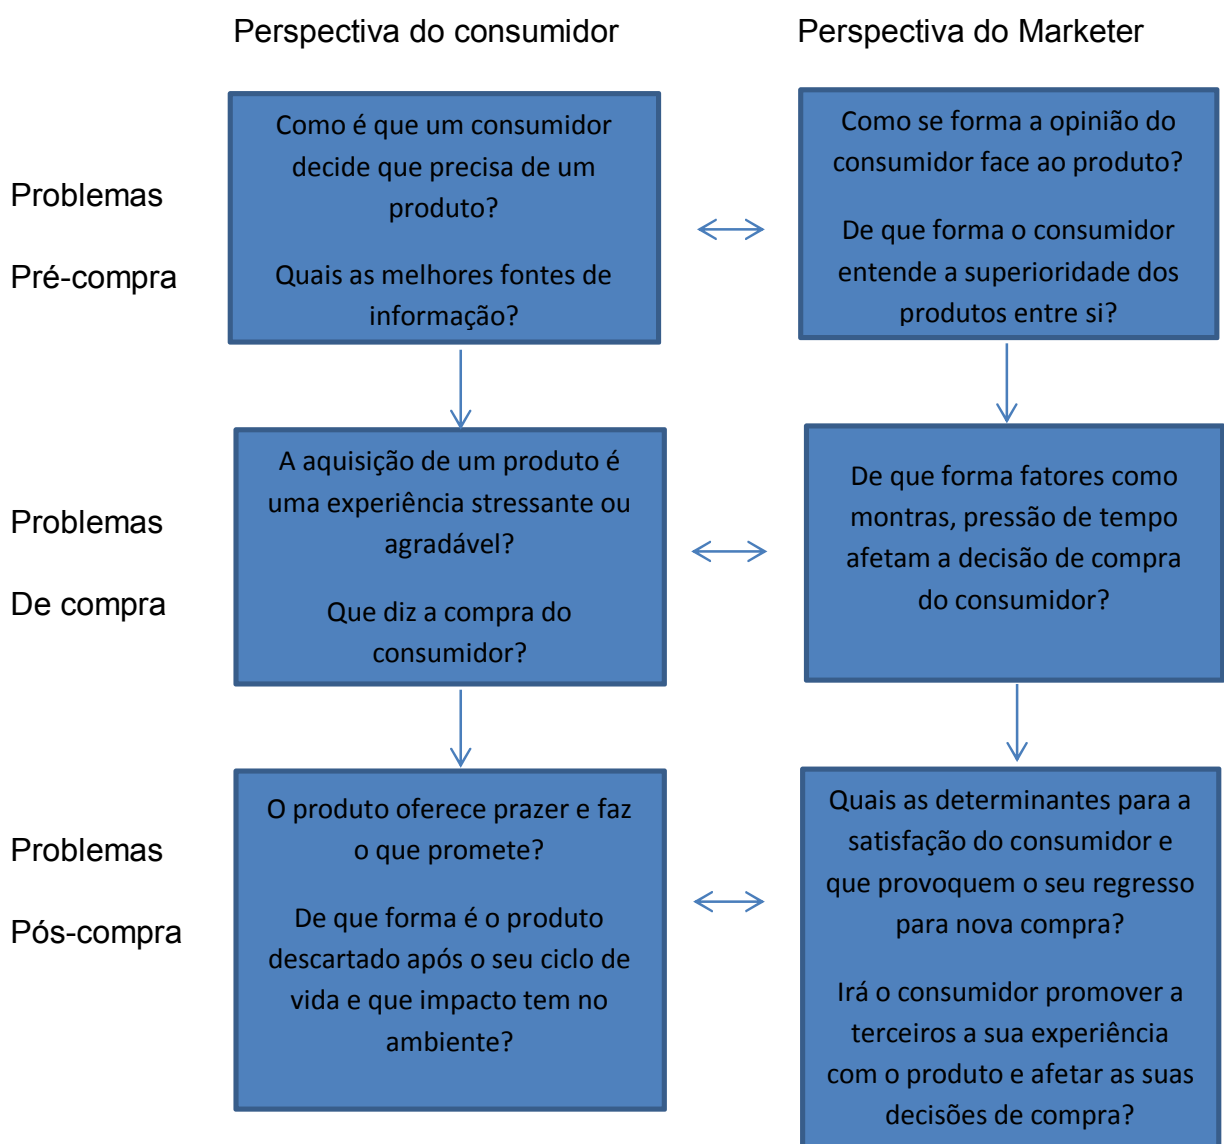 Perspectiva do consumidor
Perspectiva do Marketer
Problemas
Pré-compra
Como é que um consumidor
decide que precisa de um
produto?
Quais as melhores fontes de
informação?
Como se forma a opinião do
consumidor face ao produto?
De que forma o consumidor
entende a superioridade dos
produtos entre si?
Problemas
De compra
A aquisição de um produto é
uma experiência stressante ou
agradável?
Que diz a compra do
consumidor?
De que forma fatores como
montras, pressão de tempo
afetam a decisão de compra
do consumidor?
Problemas
Pós-compra
O produto oferece prazer e faz
o que promete?
De que forma é o produto
descartado após o seu ciclo de
vida e que impacto tem no
ambiente?
Quais as determinantes para a
satisfação do consumidor e
que provoquem o seu regresso
para nova compra?
Irá o consumidor promover a
terceiros a sua experiência
com o produto e afetar as suas
decisões de compra?